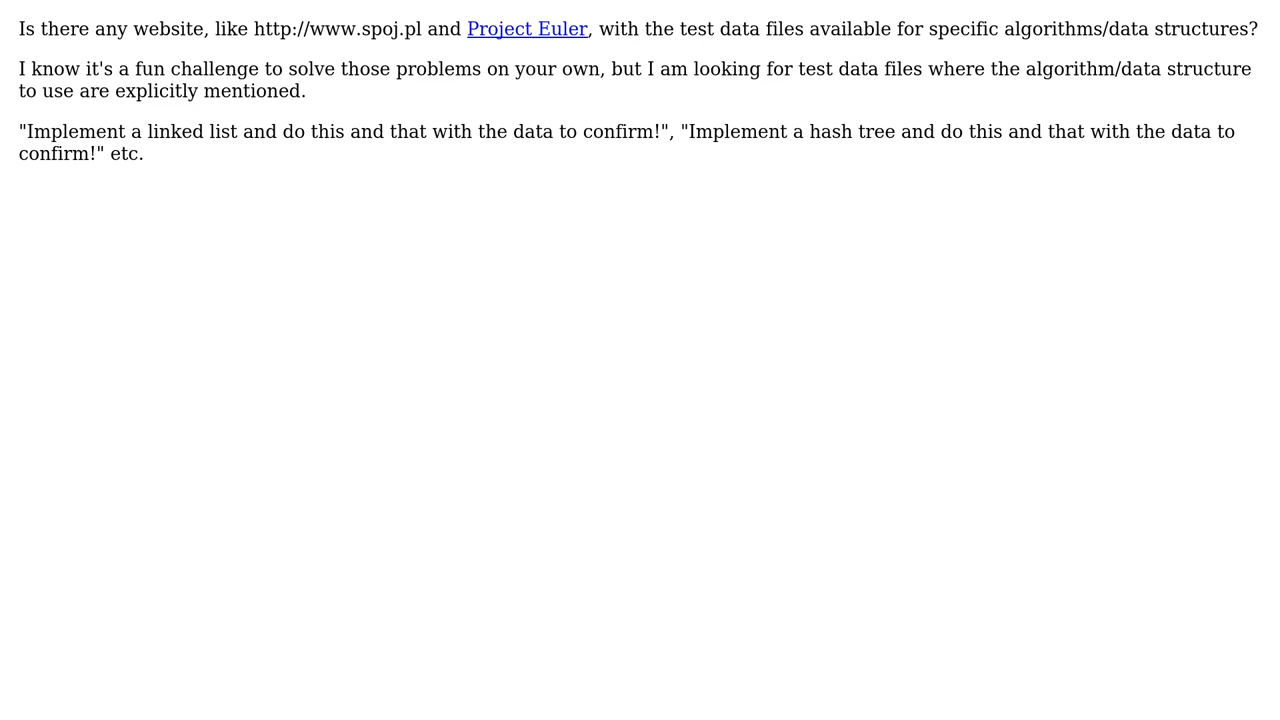 Is there any website, like http://www.spoj.pl and Project Euler, with the test data files available for specific algorithms/data structures?
I know it's a fun challenge to solve those problems on your own, but I am looking for test data files where the algorithm/data structure
to use are explicitly mentioned.
"Implement a linked list and do this and that with the data to confirm!", "Implement a hash tree and do this and that with the data to
confirm!" etc.